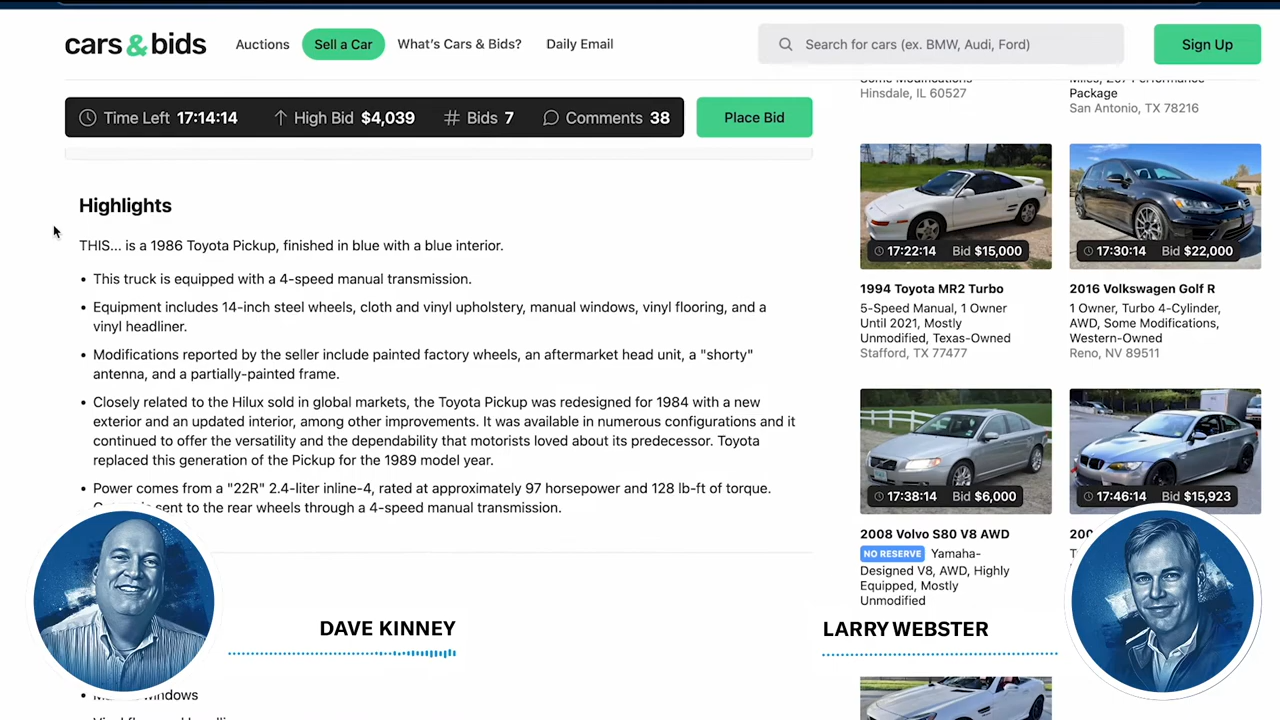 cars & bids
Auctions
Sell a Car
What's Cars & Bids?
Daily Email
Search for cars (ex. BMW, Audi, Ford)
Sign Up
Time Left 17:14:14
High Bid $4,039
# Bids 7
Comments 38
Place Bid
Highlights
THIS... is a 1986 Toyota Pickup, finished in blue with a blue interior.
• This truck is equipped with a 4-speed manual transmission.
• Equipment includes 14-inch steel wheels, cloth and vinyl upholstery, manual windows, vinyl flooring, and a
vinyl headliner.
• Modifications reported by the seller include painted factory wheels, an aftermarket head unit, a "shorty"
antenna, and a partially-painted frame.
• Closely related to the Hilux sold in global markets, the Toyota Pickup was redesigned for 1984 with a new
exterior and an updated interior, among other improvements. It was available in numerous configurations and it
continued to offer the versatility and the dependability that motorists loved about its predecessor. Toyota
replaced this generation of the Pickup for the 1989 model year.
• Power comes from a "22R" 2.4-liter inline-4, rated at approximately 97 horsepower and 128 lb-ft of torque.
sent to the rear wheels through a 4-speed manual transmission.
windows
Some Modifications
Hinsdale, IL 60527
Performance
Package
San Antonio, TX 78216
17:22:14 Bid $15,000
1994 Toyota MR2 Turbo
5-Speed Manual, 1 Owner
Until 2021, Mostly
Unmodified, Texas-Owned
Stafford, TX 77477
17:30:14 Bid $22,000
2016 Volkswagen Golf R
1 Owner, Turbo 4-Cylinder,
AWD, Some Modifications,
Western-Owned
Reno, NV 89511
17:38:14 Bid $6,000
2008 Volvo S80 V8 AWD
NO RESERVE Yamaha-
Designed V8, AWD, Highly
Equipped, Mostly
Unmodified
17:46:14 Bid $15,923
DAVE KINNEY
LARRY WEBSTER